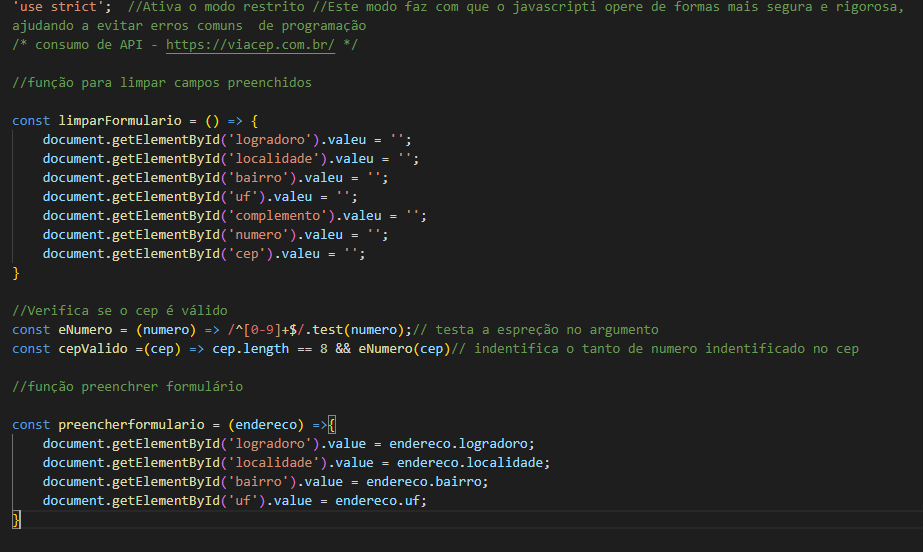 'use strict';  //Ativa o modo restrito //Este modo faz com que o javascripti opere de formas mais segura e rigorosa,
ajudando a evitar erros comuns  de programação
/* consumo de API - https://viacep.com.br/ */
//função para limpar campos preenchidos
const limparFormulario = () => {
    document.getElementById('logradoro').valeu = '';
    document.getElementById('localidade').valeu = '';
    document.getElementById('bairro').valeu = '';
    document.getElementById('uf').valeu = '';
    document.getElementById('complemento').valeu = '';
    document.getElementById('numero').valeu = '';
    document.getElementById('cep').valeu = '';
}
//Verifica se o cep é válido
const eNumero = (numero) => /^[0-9]+$/.test(numero);// testa a espreção no argumento
const cepValido =(cep) => cep.length == 8 && eNumero(cep)// indentifica o tanto de numero indentificado no cep
//função preenchrer formulário
const preencherformulario = (endereco) =>{
    document.getElementById('logradoro').value = endereco.logradoro;
    document.getElementById('localidade').value = endereco.localidade;
    document.getElementById('bairro').value = endereco.bairro;
    document.getElementById('uf').value = endereco.uf;
}